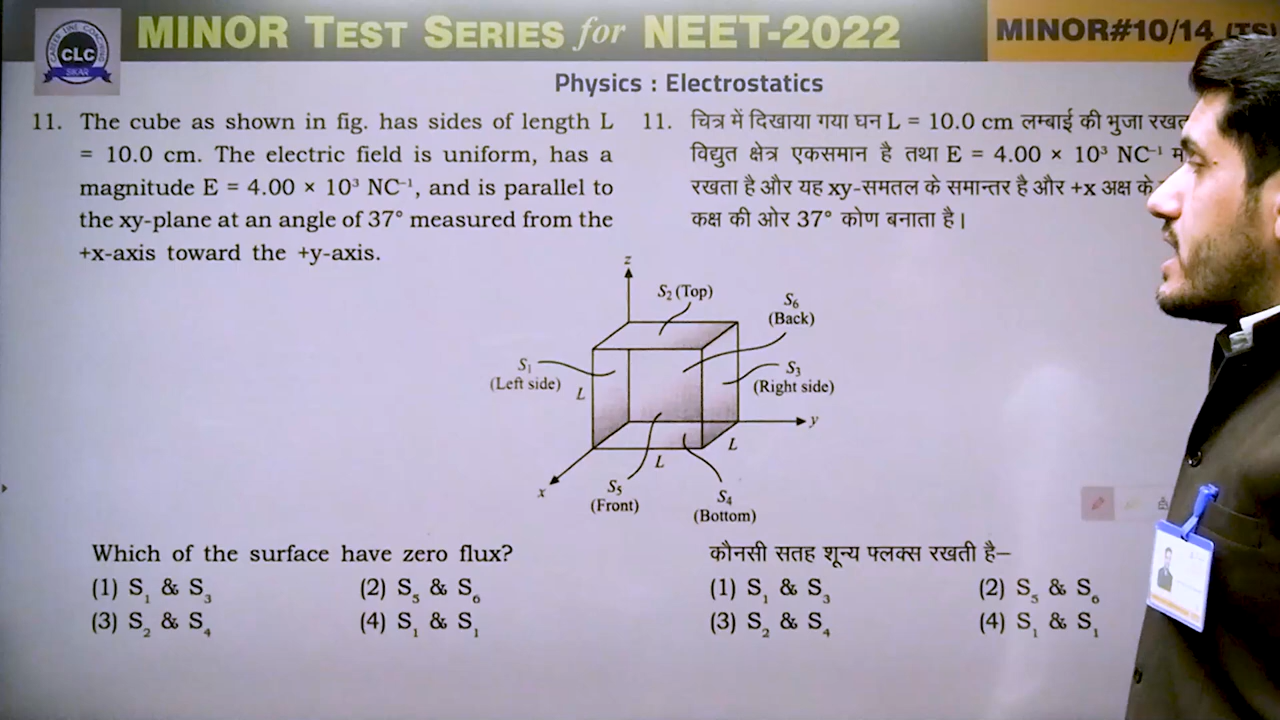 MINOR TEST SERIES for NEET-2022
MINOR#10/14 (TS)
CLC
SIKAR
Physics : Electrostatics
11. The cube as shown in fig. has sides of length L
= 10.0 cm. The electric field is uniform, has a
magnitude E = 4.00 × 10³ NC⁻¹, and is parallel to
the xy-plane at an angle of 37° measured from the
+x-axis toward the +y-axis.
11. चित्र में दिखाया गया घन L = 10.0 cm लम्बाई की भुजा
विद्युत क्षेत्र एकसमान है तथा E = 4.00 × 10³ NC⁻¹
रखता है और यह xy-समतल के समान्तर है और +x अक्ष के
कक्ष की ओर 37° कोण बनाता है।
z
S₂ (Top)
S₆
(Back)
S₁
(Left side)
L
S₃
(Right side)
y
L
L
x
S₅
(Front)
S₄
(Bottom)
Which of the surface have zero flux?
(1) S₁ & S₃
(2) S₅ & S₆
(3) S₂ & S₄
(4) S₁ & S₁
कौनसी सतह शून्य फ्लक्स रखती है–
(1) S₁ & S₃
(2) S₅ & S₆
(3) S₂ & S₄
(4) S₁ & S₁